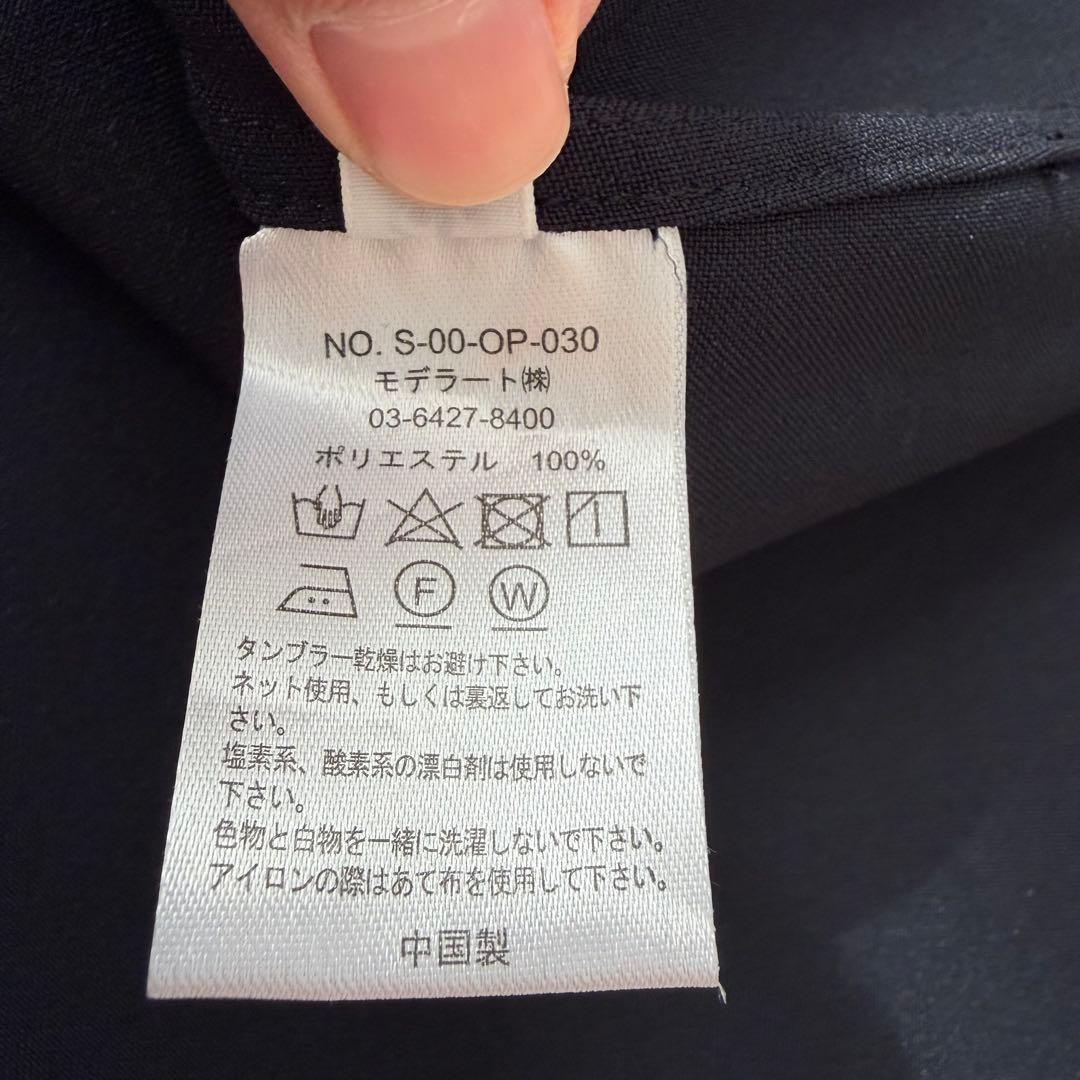 NO. S-00-OP-030
モデラート㈱
03-6427-8400
ポリエステル　100%
F W
タンブラー乾燥はお避け下さい。
ネット使用、もしくは裏返してお洗い下
さい。
塩素系、酸素系の漂白剤は使用しないで
下さい。
色物と白物を一緒に洗濯しないで下さい。
アイロンの際はあて布を使用して下さい。
中国製